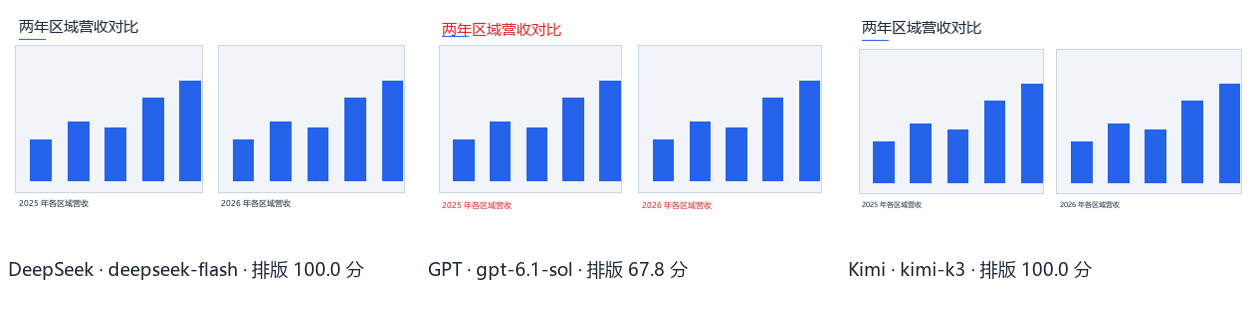 两年区域营收对比
两年区域营收对比
两年区域营收对比
2025 年各区域营收
2026 年各区域营收
2025 年各区域营收
2026 年各区域营收
2025 年各区域营收
2026 年各区域营收
DeepSeek · deepseek-flash · 排版 100.0 分
GPT · gpt-6.1-sol · 排版 67.8 分
Kimi · kimi-k3 · 排版 100.0 分